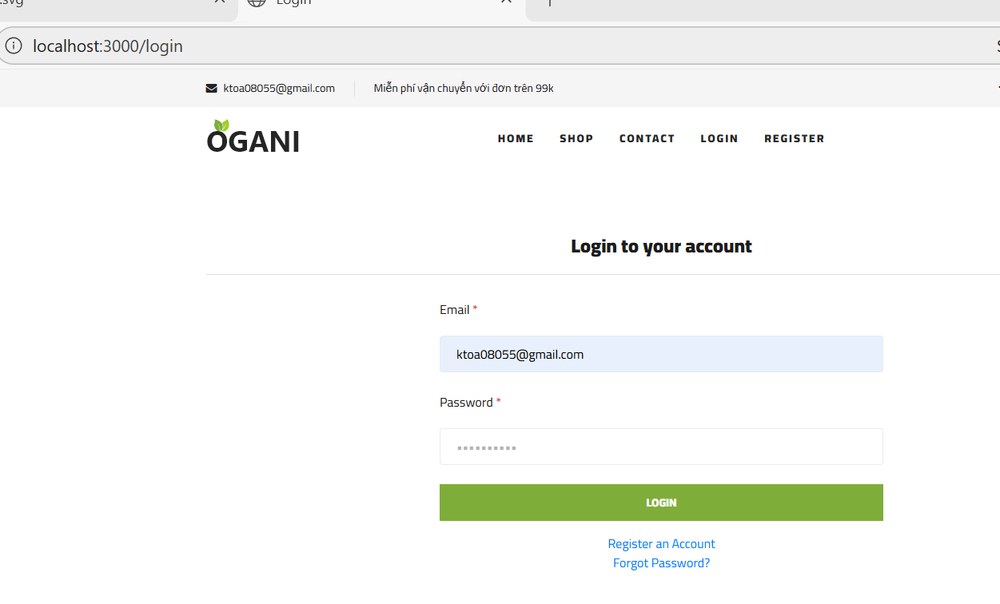 .svg
Login
localhost:3000/login
ktoa08055@gmail.com
Miễn phí vận chuyển với đơn trên 99k
OGANI
HOME SHOP CONTACT LOGIN REGISTER
Login to your account
Email *
ktoa08055@gmail.com
Password *
LOGIN
Register an Account
Forgot Password?